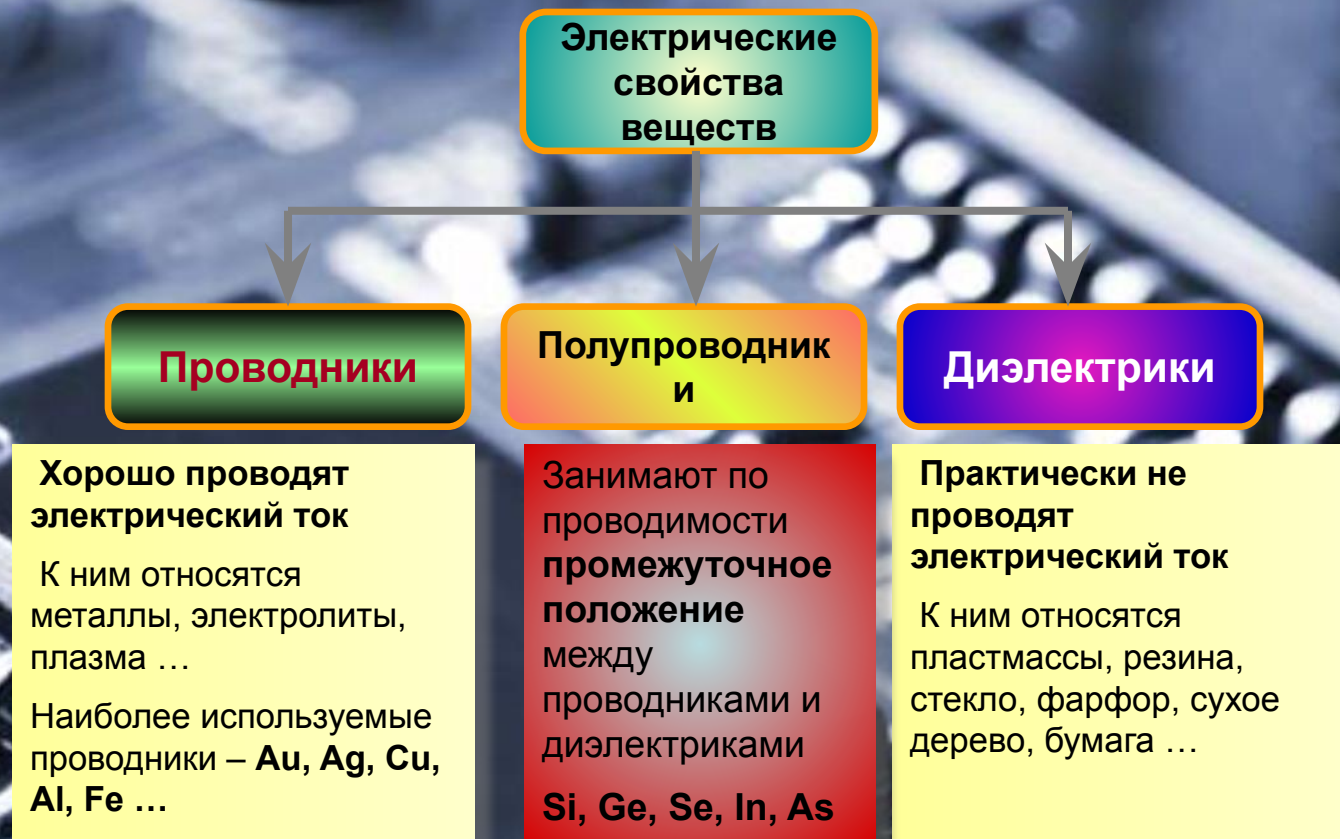 Электрические
свойства
веществ
Проводники
Полупроводник
и
Диэлектрики
Хорошо проводят
электрический ток
К ним относятся
металлы, электролиты,
плазма …
Наиболее используемые
проводники – Au, Ag, Cu,
Al, Fe …
Занимают по
проводимости
промежуточное
положение
между
проводниками и
диэлектриками
Si, Ge, Se, In, As
Практически не
проводят
электрический ток
К ним относятся
пластмассы, резина,
стекло, фарфор, сухое
дерево, бумага …